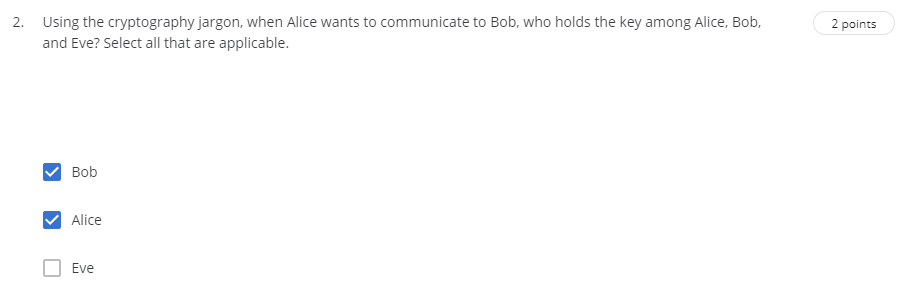 2. Using the cryptography jargon, when Alice wants to communicate to Bob, who holds the key among Alice, Bob,
and Eve? Select all that are applicable.
2 points
Bob
Alice
Eve